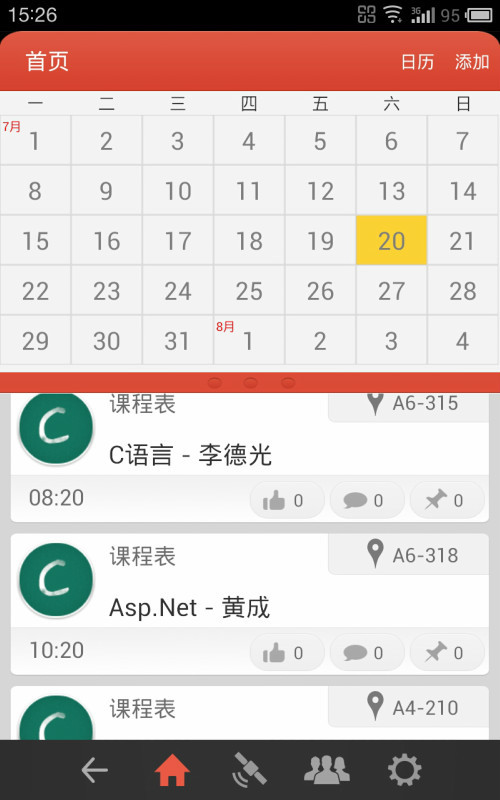 15:26 3G 95
首页 日历 添加
一 二 三 四 五 六 日
7月 1 2 3 4 5 6 7
8 9 10 11 12 13 14
15 16 17 18 19 20 21
22 23 24 25 26 27 28
29 30 31 8月 1 2 3 4
课程表 A6-315
C语言 - 李德光
08:20 0 0 0
课程表 A6-318
Asp.Net - 黄成
10:20 0 0 0
课程表 A4-210